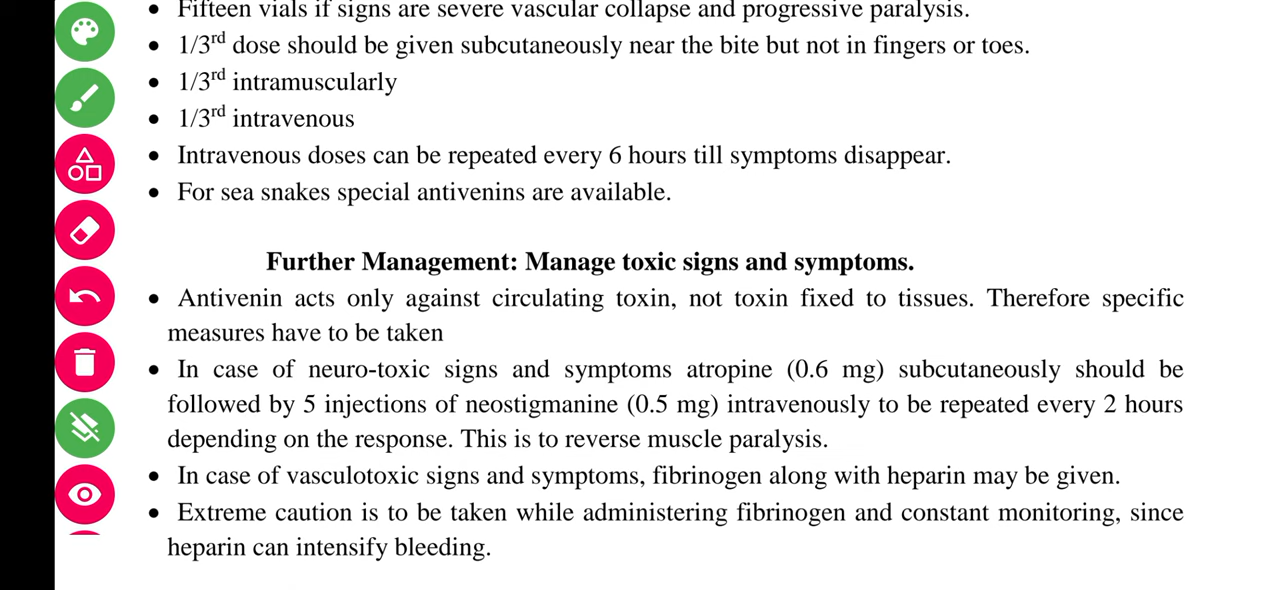 • Fifteen vials if signs are severe vascular collapse and progressive paralysis.
• 1/3rd dose should be given subcutaneously near the bite but not in fingers or toes.
• 1/3rd intramuscularly
• 1/3rd intravenous
• Intravenous doses can be repeated every 6 hours till symptoms disappear.
• For sea snakes special antivenins are available.
Further Management: Manage toxic signs and symptoms.
• Antivenin acts only against circulating toxin, not toxin fixed to tissues. Therefore specific
measures have to be taken
• In case of neuro-toxic signs and symptoms atropine (0.6 mg) subcutaneously should be
followed by 5 injections of neostigmanine (0.5 mg) intravenously to be repeated every 2 hours
depending on the response. This is to reverse muscle paralysis.
• In case of vasculotoxic signs and symptoms, fibrinogen along with heparin may be given.
• Extreme caution is to be taken while administering fibrinogen and constant monitoring, since
heparin can intensify bleeding.